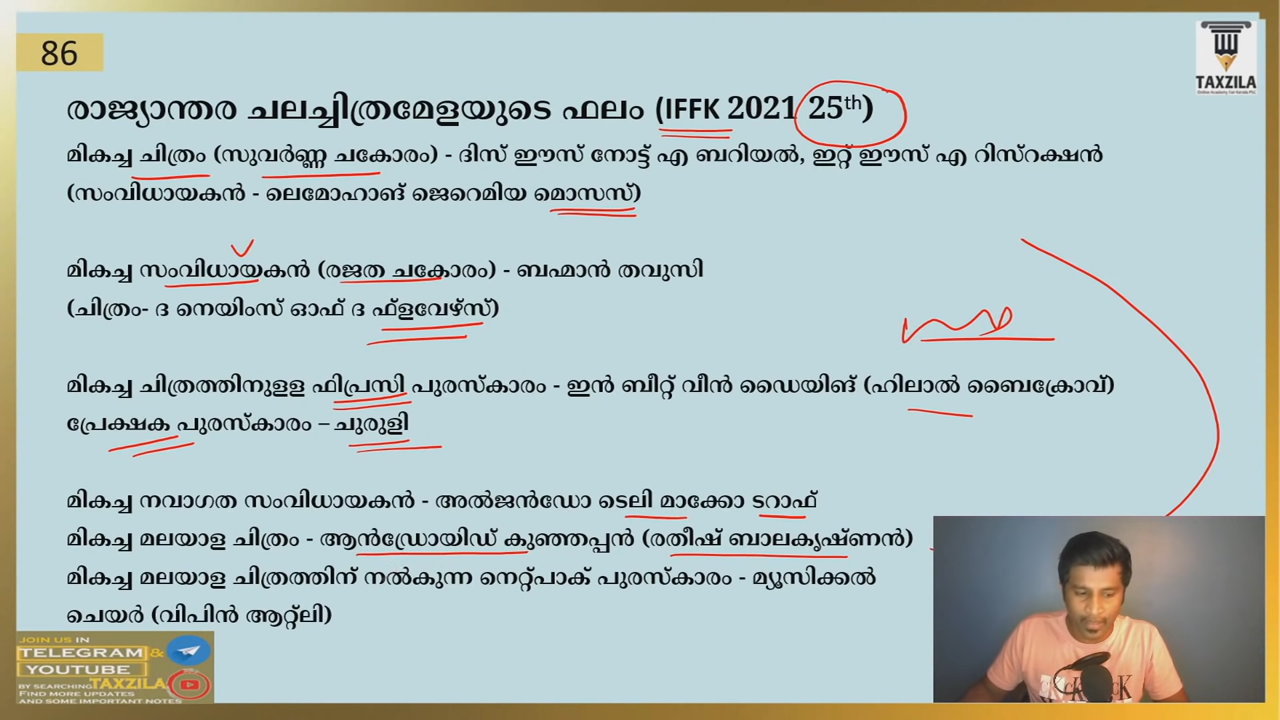 86
TAXZILA
രാജ്യാന്തര ചലച്ചിത്രമേളയുടെ ഫലം (IFFK 2021 25th)
മികച്ച ചിത്രം (സുവർണ്ണ ചകോരം) - ദിസ് ഈസ് നോട്ട് എ ബറിയൽ, ഇറ്റ് ഈസ് എ റിസ്റക്ഷൻ
(സംവിധായകൻ - ലെമോഹാങ് ജെറെമിയ മൊസസ്)
മികച്ച സംവിധായകൻ (രജത ചകോരം) - ബഹ്മാൻ തവുസി
(ചിത്രം- ദ നെയിംസ് ഓഫ് ദ ഫ്ളവേഴ്സ്)
മികച്ച ചിത്രത്തിനുളള ഫിപ്രസി പുരസ്കാരം - ഇൻ ബീറ്റ് വീൻ ഡൈയിങ് (ഹിലാൽ ബൈക്രോവ്)
പ്രേക്ഷക പുരസ്കാരം – ചുരുളി
മികച്ച നവാഗത സംവിധായകൻ - അൽജൻഡോ ടെലി മാക്കോ ടറാഫ്
മികച്ച മലയാള ചിത്രം - ആൻഡ്രോയിഡ് കുഞ്ഞപ്പൻ (രതീഷ് ബാലകൃഷ്ണൻ)
മികച്ച മലയാള ചിത്രത്തിന് നൽകുന്ന നെറ്റ്പാക് പുരസ്കാരം - മ്യൂസിക്കൽ
ചെയർ (വിപിൻ ആറ്റ്ലി)
JOIN US IN
TELEGRAM &
YOUTUBE
BY SEARCHING TAXZILA
FIND MORE UPDATES
AND SOME IMPORTANT NOTES